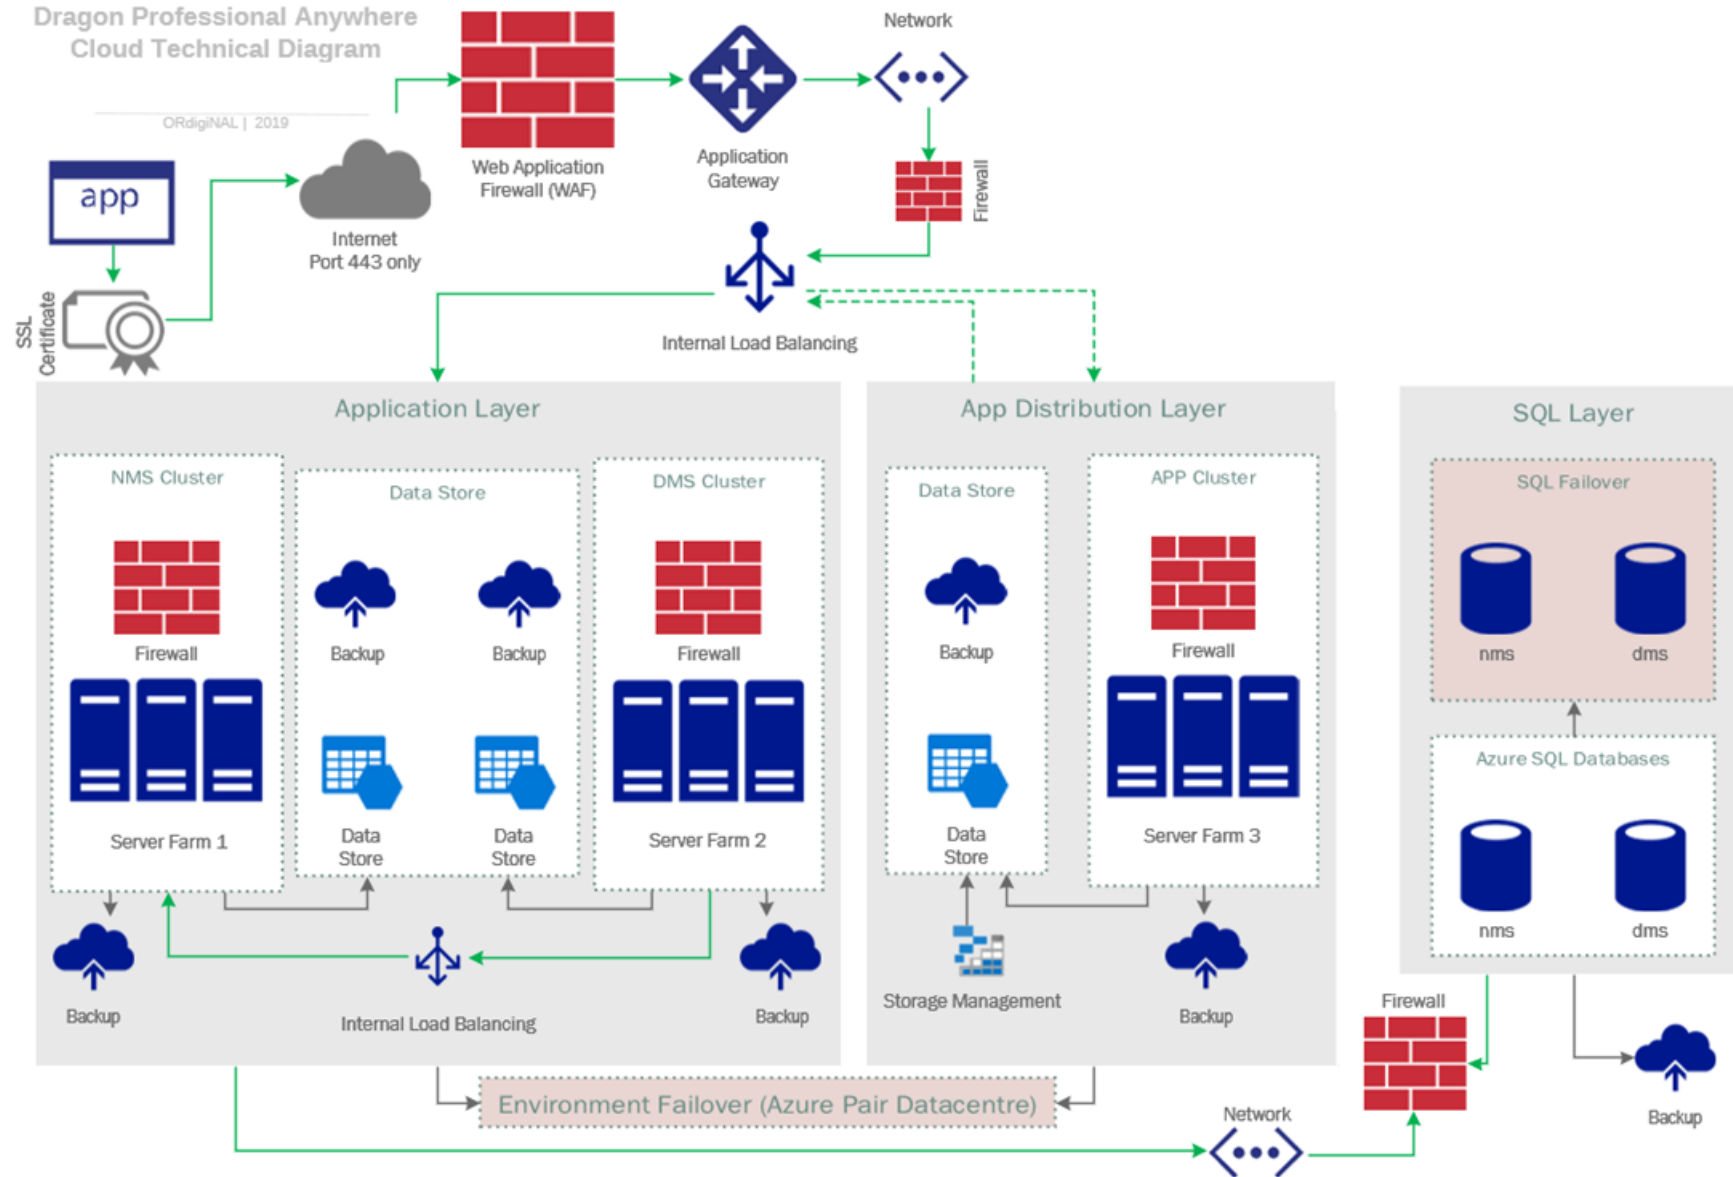 Dragon Professional Anywhere
Cloud Technical Diagram
ORdigiNAL | 2019
app
SSL
Certificate
Internet
Port 443 only
Web Application
Firewall (WAF)
Application
Gateway
Network
Firewall
Internal Load Balancing
Application Layer
NMS Cluster
Firewall
Server Farm 1
Data Store
Backup
Backup
Data
Store
Data
Store
DMS Cluster
Firewall
Server Farm 2
Backup
Internal Load Balancing
Backup
App Distribution Layer
Data Store
Backup
Data
Store
APP Cluster
Firewall
Server Farm 3
Storage Management
Backup
SQL Layer
SQL Failover
nms
dms
Azure SQL Databases
nms
dms
Firewall
Backup
Environment Failover (Azure Pair Datacentre)
Network